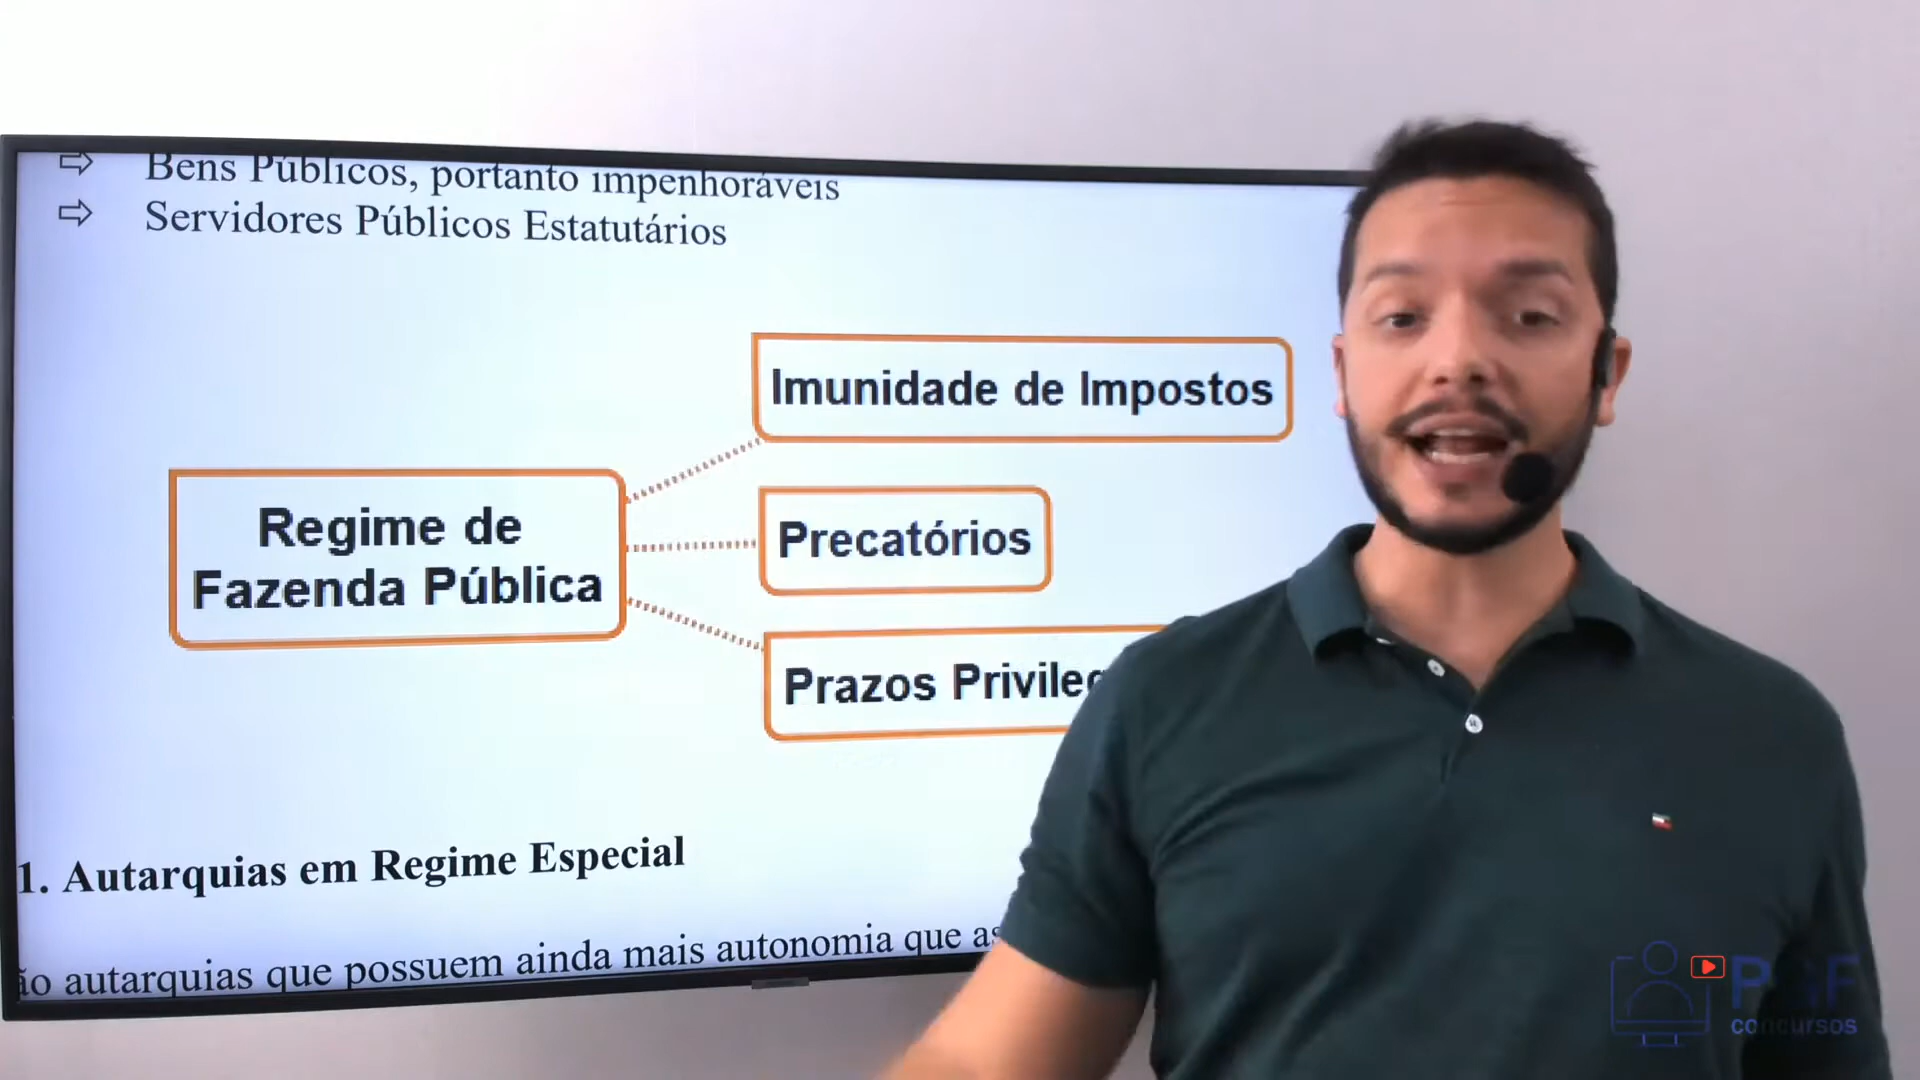 Bens Públicos, portanto impenhoráveis
Servidores Públicos Estatutários
Imunidade de Impostos
Regime de
Fazenda Pública
Precatórios
Prazos
1. Autarquias em Regime Especial
autarquias que possuem ainda mais autonomia que
concursos